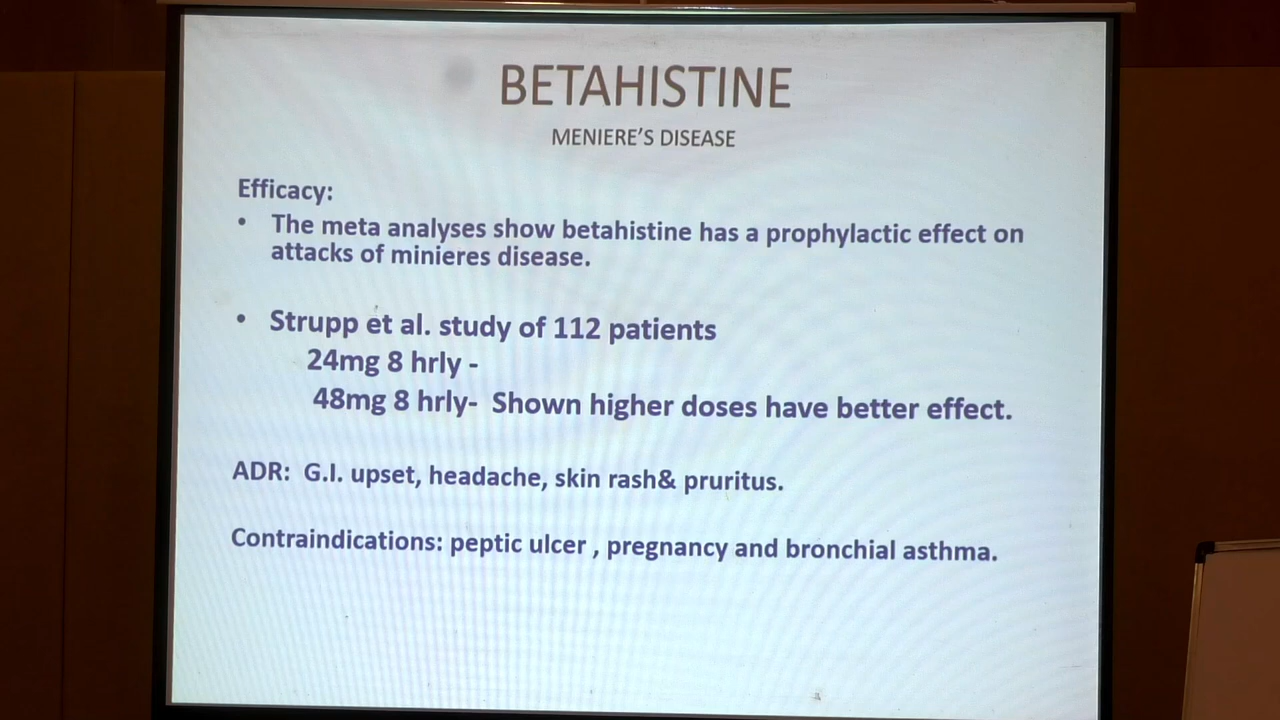 BETAHISTINE
MENIERE'S DISEASE
Efficacy:
• The meta analyses show betahistine has a prophylactic effect on
attacks of minieres disease.
• Strupp et al. study of 112 patients
24mg 8 hrly -
48mg 8 hrly- Shown higher doses have better effect.
ADR: G.I. upset, headache, skin rash& pruritus.
Contraindications: peptic ulcer , pregnancy and bronchial asthma.